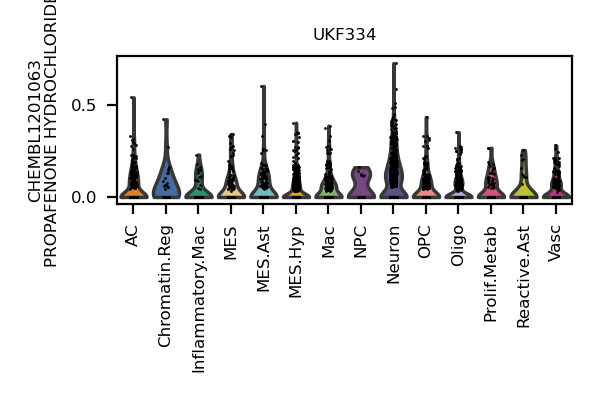 UKF334
CHEMBL1201063
PROPAFENONE HYDROCHLORIDE
0.5
0.0
AC
Chromatin.Reg
Inflammatory.Mac
MES
MES.Ast
MES.Hyp
Mac
NPC
Neuron
OPC
Oligo
Prolif.Metab
Reactive.Ast
Vasc